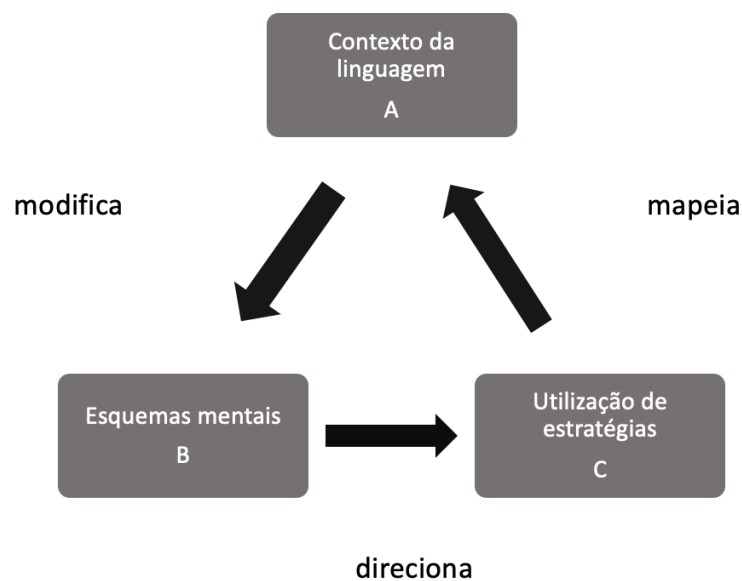 Contexto da
linguagem
A
modifica
mapeia
Esquemas mentais
B
Utilização de
estratégias
C
direciona